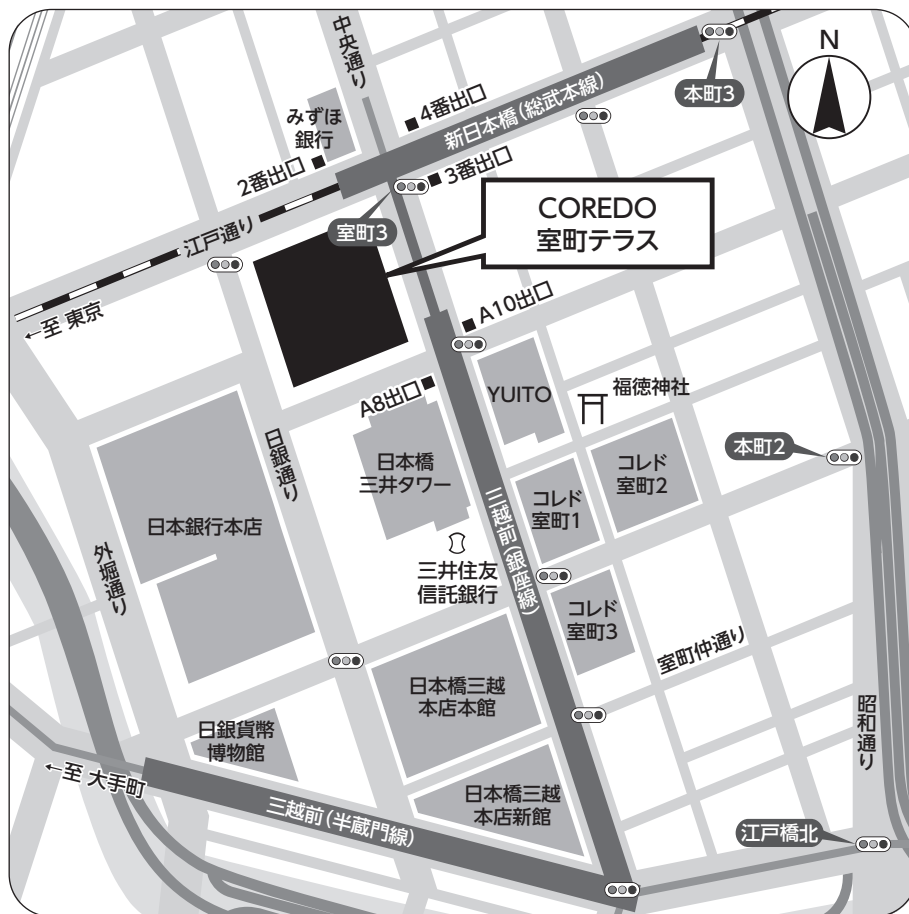 中央通り
N
みずほ
銀行
4番出口
新日本橋(総武本線)
本町3
2番出口
3番出口
室町3
COREDO
室町テラス
江戸通り
←至 東京
A10出口
A8出口
YUITO
福徳神社
日銀通り
日本橋
三井タワー
コレド
室町1
コレド
室町2
本町2
日本銀行本店
外堀通り
三越前(銀座線)
三井住友
信託銀行
コレド
室町3
室町仲通り
日本橋三越
本店本館
昭和通り
日銀貨幣
博物館
←至 大手町
三越前(半蔵門線)
日本橋三越
本店新館
江戸橋北